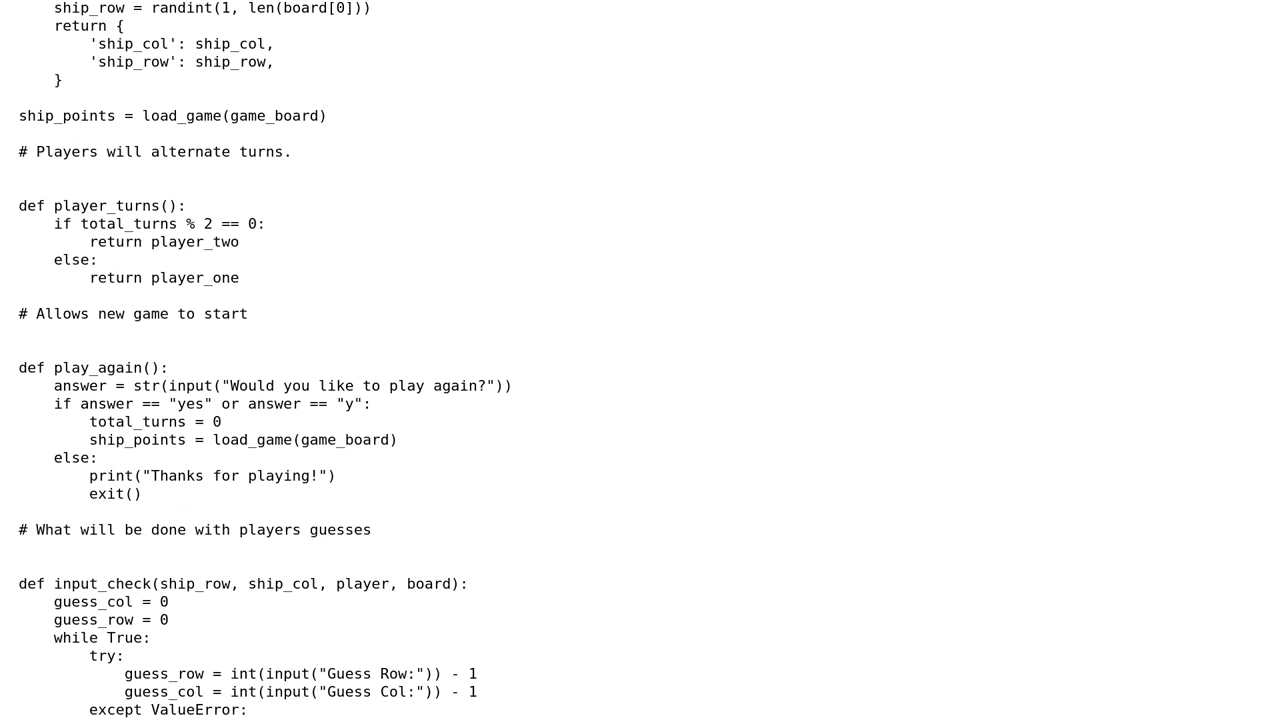 ship_row = randint(1, len(board[0]))
    return {
        'ship_col': ship_col,
        'ship_row': ship_row,
    }

ship_points = load_game(game_board)

# Players will alternate turns.


def player_turns():
    if total_turns % 2 == 0:
        return player_two
    else:
        return player_one

# Allows new game to start


def play_again():
    answer = str(input("Would you like to play again?"))
    if answer == "yes" or answer == "y":
        total_turns = 0
        ship_points = load_game(game_board)
    else:
        print("Thanks for playing!")
        exit()

# What will be done with players guesses


def input_check(ship_row, ship_col, player, board):
    guess_col = 0
    guess_row = 0
    while True:
        try:
            guess_row = int(input("Guess Row:")) - 1
            guess_col = int(input("Guess Col:")) - 1
        except ValueError: